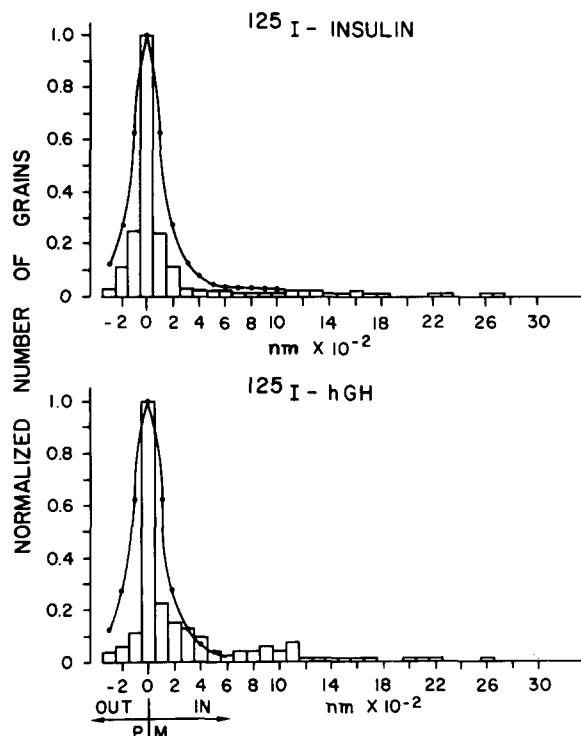 125 I - INSULIN
NORMALIZED NUMBER OF GRAINS
1.0
0.8
0.6
0.4
0.2
0
-2 0 2 4 6 8 10 14 18 22 26 30
nm X 10-2
125 I - hGH
1.0
0.8
0.6
0.4
0.2
0
-2 0 2 4 6 8 10 14 18 22 26 30
OUT IN nm X 10-2
PM